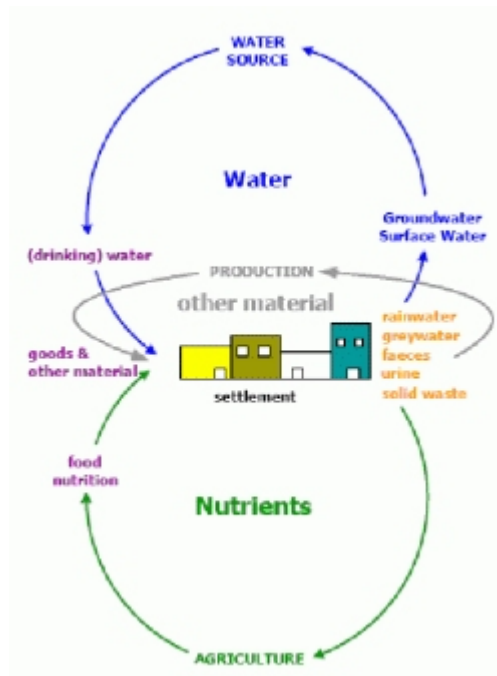 WATER
SOURCE
Water
Groundwater
Surface Water
(drinking) water
PRODUCTION
other material
rainwater
greywater
faeces
urine
solid waste
goods &
other material
settlement
food
nutrition
Nutrients
AGRICULTURE